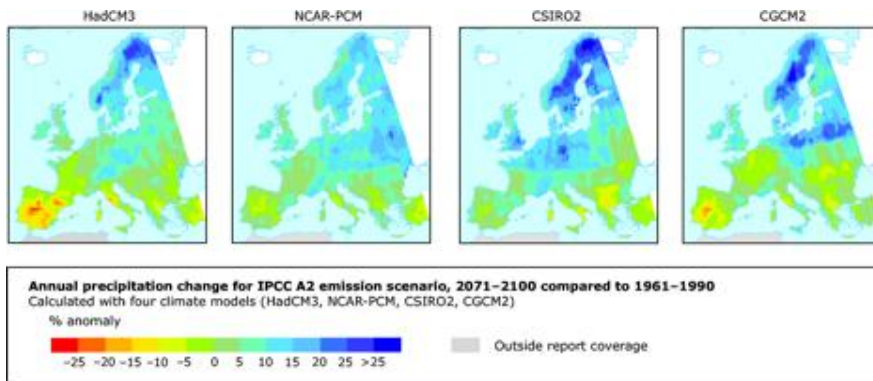 HadCM3 NCAR-PCM CSIRO2 CGCM2
Annual precipitation change for IPCC A2 emission scenario, 2071–2100 compared to 1961–1990
Calculated with four climate models (HadCM3, NCAR-PCM, CSIRO2, CGCM2)
% anomaly
–25 –20 –15 –10 –5 0 5 10 15 20 25 >25
Outside report coverage